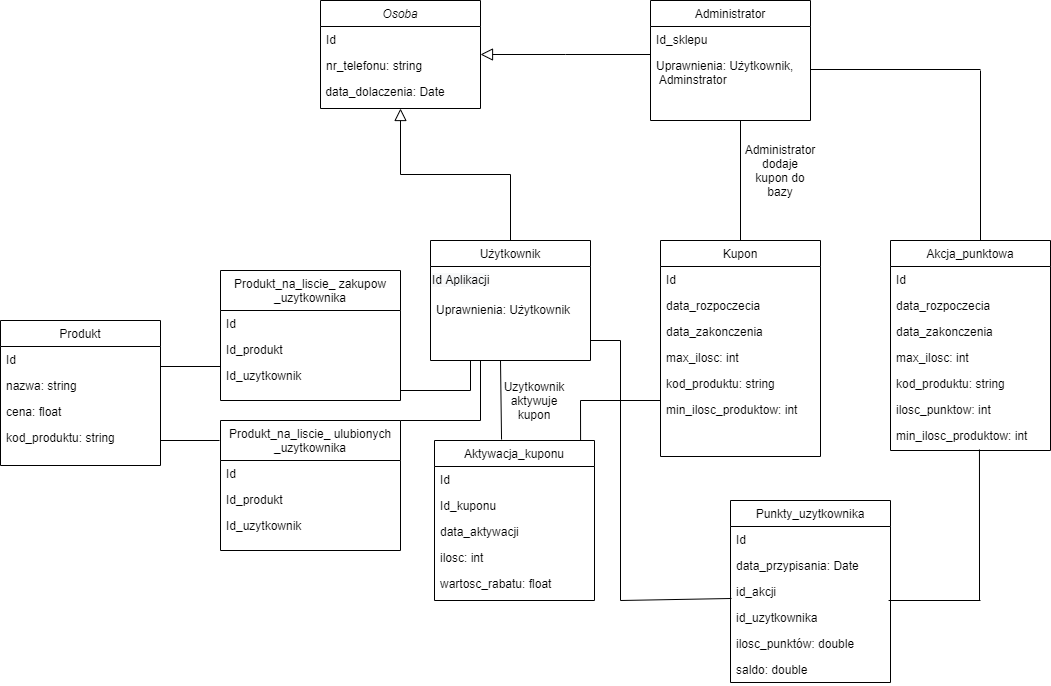 Osoba
Id
nr_telefonu: string
data_dolaczenia: Date
Administrator
Id_sklepu
Uprawnienia: Użytkownik,
Adminstrator
Administrator
dodaje
kupon do
bazy
Użytkownik
Id Aplikacji
Uprawnienia: Użytkownik
Kupon
Id
data_rozpoczecia
data_zakonczenia
max_ilosc: int
kod_produktu: string
min_ilosc_produktow: int
Akcja_punktowa
Id
data_rozpoczecia
data_zakonczenia
max_ilosc: int
kod_produktu: string
ilosc_punktow: int
min_ilosc_produktow: int
Produkt_na_liscie_ zakupow
_uzytkownika
Id
Id_produkt
Id_uzytkownik
Produkt
Id
nazwa: string
cena: float
kod_produktu: string
Uzytkownik
aktywuje
kupon
Produkt_na_liscie_ ulubionych
_uzytkownika
Id
Id_produkt
Id_uzytkownik
Aktywacja_kuponu
Id
Id_kuponu
data_aktywacji
ilosc: int
wartosc_rabatu: float
Punkty_uzytkownika
Id
data_przypisania: Date
id_akcji
id_uzytkownika
ilosc_punktów: double
saldo: double